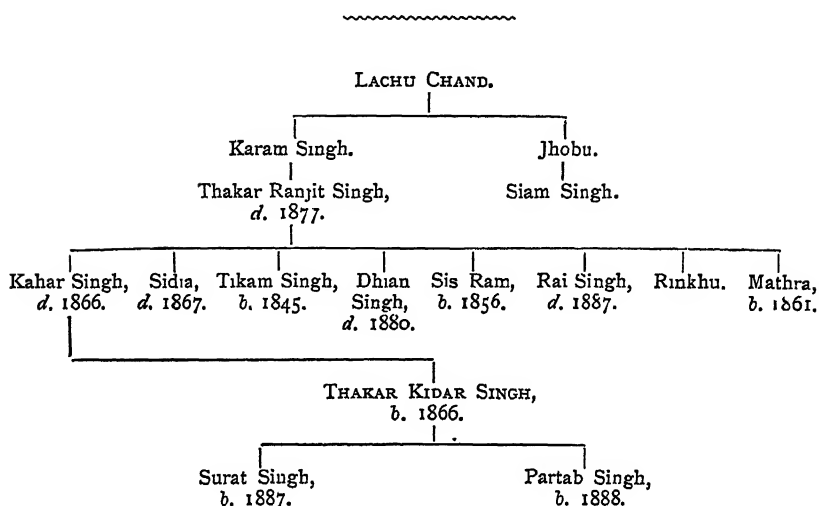 LACHU CHAND.
Karam Singh. Jhobu.
Thakar Ranjit Singh, Siam Singh.
d. 1877.
Kahar Singh, Sidia, Tikam Singh, Dhian Sis Ram, Rai Singh, Rinkhu. Mathra,
d. 1866. d. 1867. b. 1845. Singh, b. 1856. d. 1887. b. 1861.
d. 1880.
THAKAR KIDAR SINGH,
b. 1866.
Surat Singh, Partab Singh,
b. 1887. b. 1888.